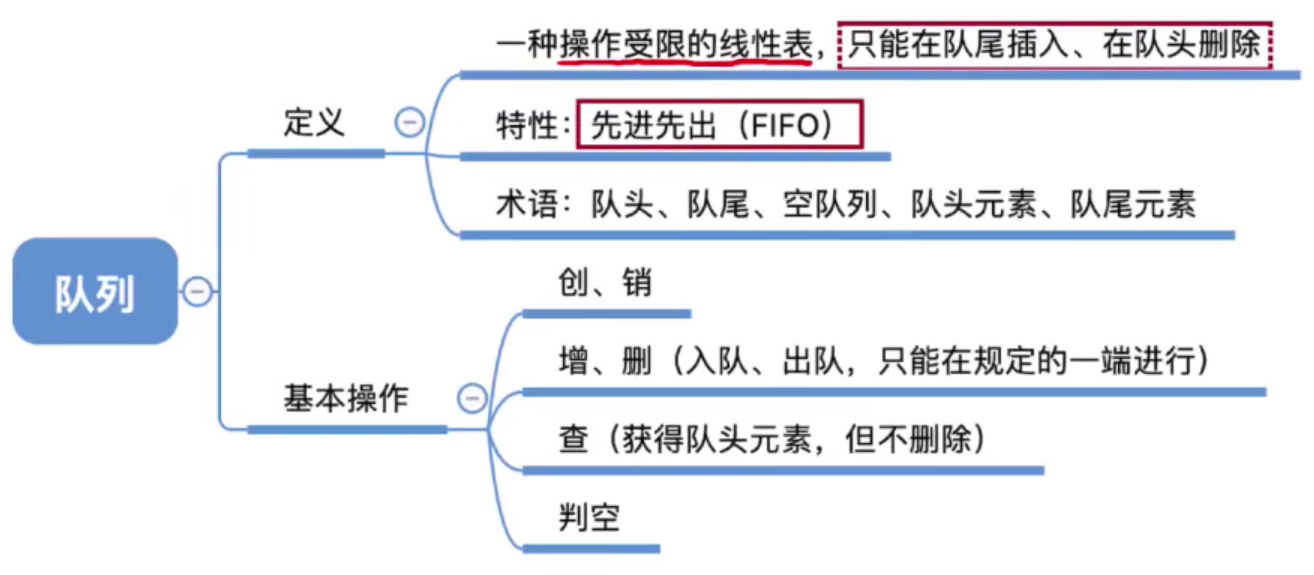 一种操作受限的线性表，只能在队尾插入、在队头删除
定义
特性：先进先出（FIFO）
术语：队头、队尾、空队列、队头元素、队尾元素
队列
创、销
增、删（入队、出队，只能在规定的一端进行）
基本操作
查（获得队头元素，但不删除）
判空